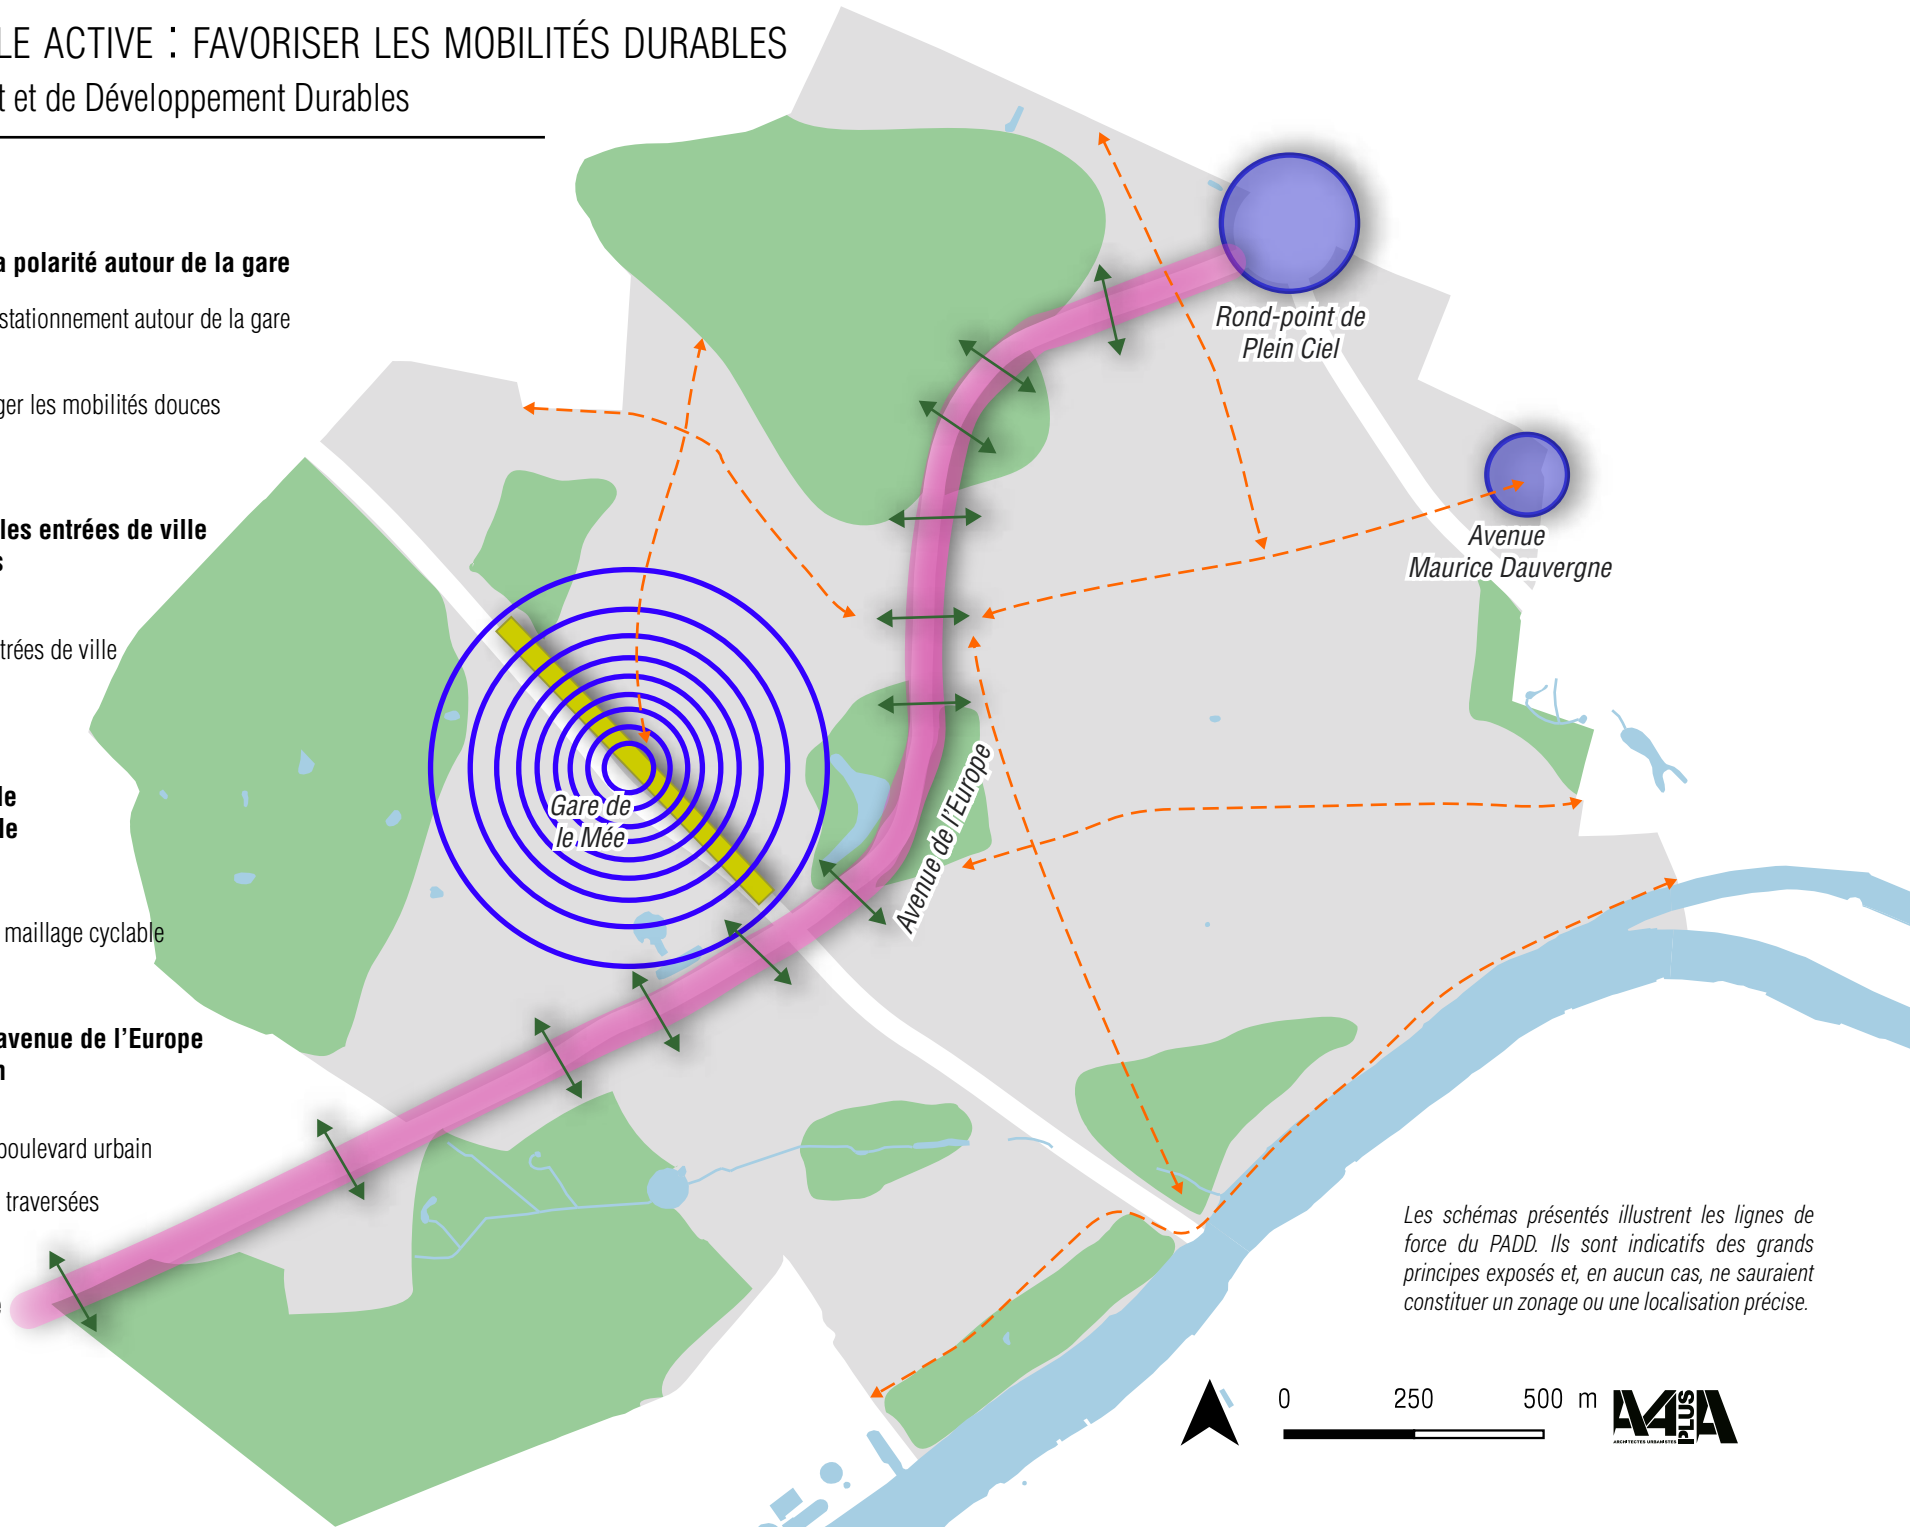 LE ACTIVE : FAVORISER LES MOBILITÉS DURABLES
t et de Développement Durables
a polarité autour de la gare
stationnement autour de la gare
ger les mobilités douces
les entrées de ville
s
trées de ville
le
le
maillage cyclable
avenue de l'Europe
n
boulevard urbain
traversées
e
Rond-point de
Plein Ciel
Avenue
Maurice Dauvergne
Gare de
le Mée
Avenue de l'Europe
Les schémas présentés illustrent les lignes de
force du PADD. Ils sont indicatifs des grands
principes exposés et, en aucun cas, ne sauraient
constituer un zonage ou une localisation précise.
0 250 500 m
A4 PLUS A
ARCHITECTES URBANISTES